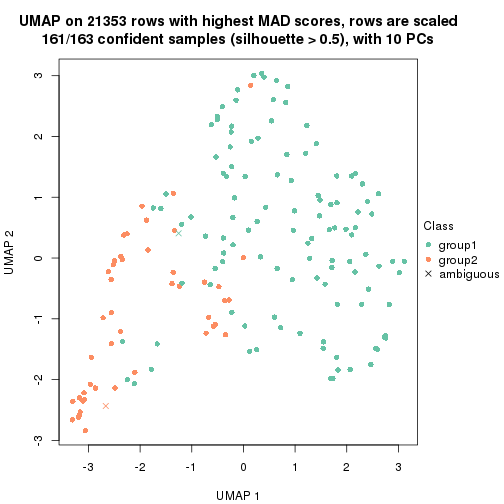 UMAP on 21353 rows with highest MAD scores, rows are scaled
161/163 confident samples (silhouette > 0.5), with 10 PCs
3
2
1
0
-1
-2
-3
UMAP 2
-3 -2 -1 0 1 2 3
UMAP 1
Class
group1
group2
ambiguous